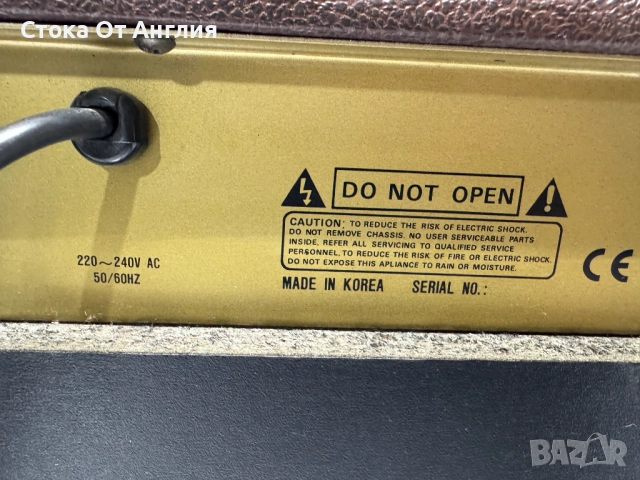 Стока От Англия
DO NOT OPEN
CAUTION: TO REDUCE THE RISK OF ELECTRIC SHOCK.
DO NOT REMOVE CHASSIS. NO USER SERVICEABLE PARTS
INSIDE. REFER ALL SERVICING TO QUALIFIED SERVICE
PERSONNEL, TO REDUCE THE RISK OF FIRE OR ELECTRIC SHOCK.
DO NOT EXPOSE THIS APLIANCE TO RAIN OR MOISTURE.
220~240V AC
50/60HZ
MADE IN KOREA SERIAL NO.:
CE
BAZAR